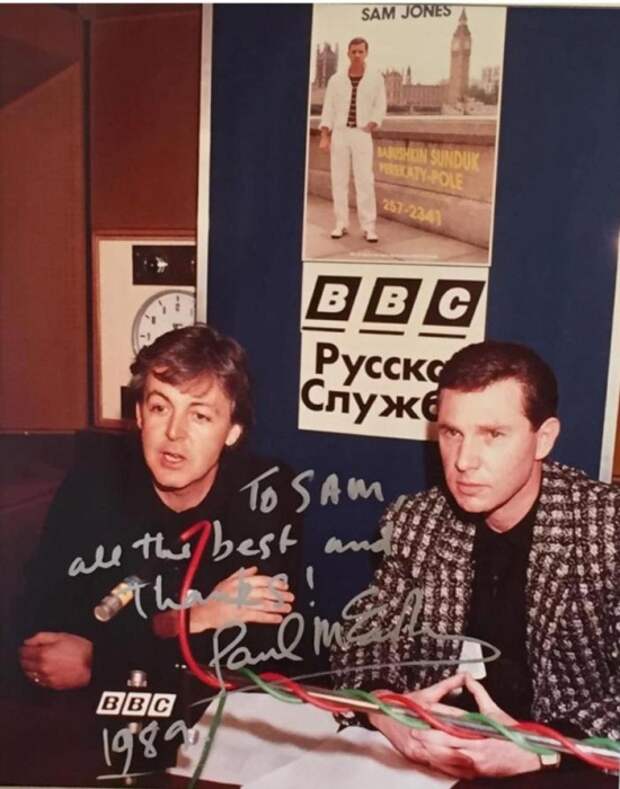 SAM JONES
BABUSHKIN SUNDUK
PEREKATY-POLE
257-2341
BBC
Русска
Служб
To SAM,
all the best and
thanks!
Paul McCartney
BBC
1989